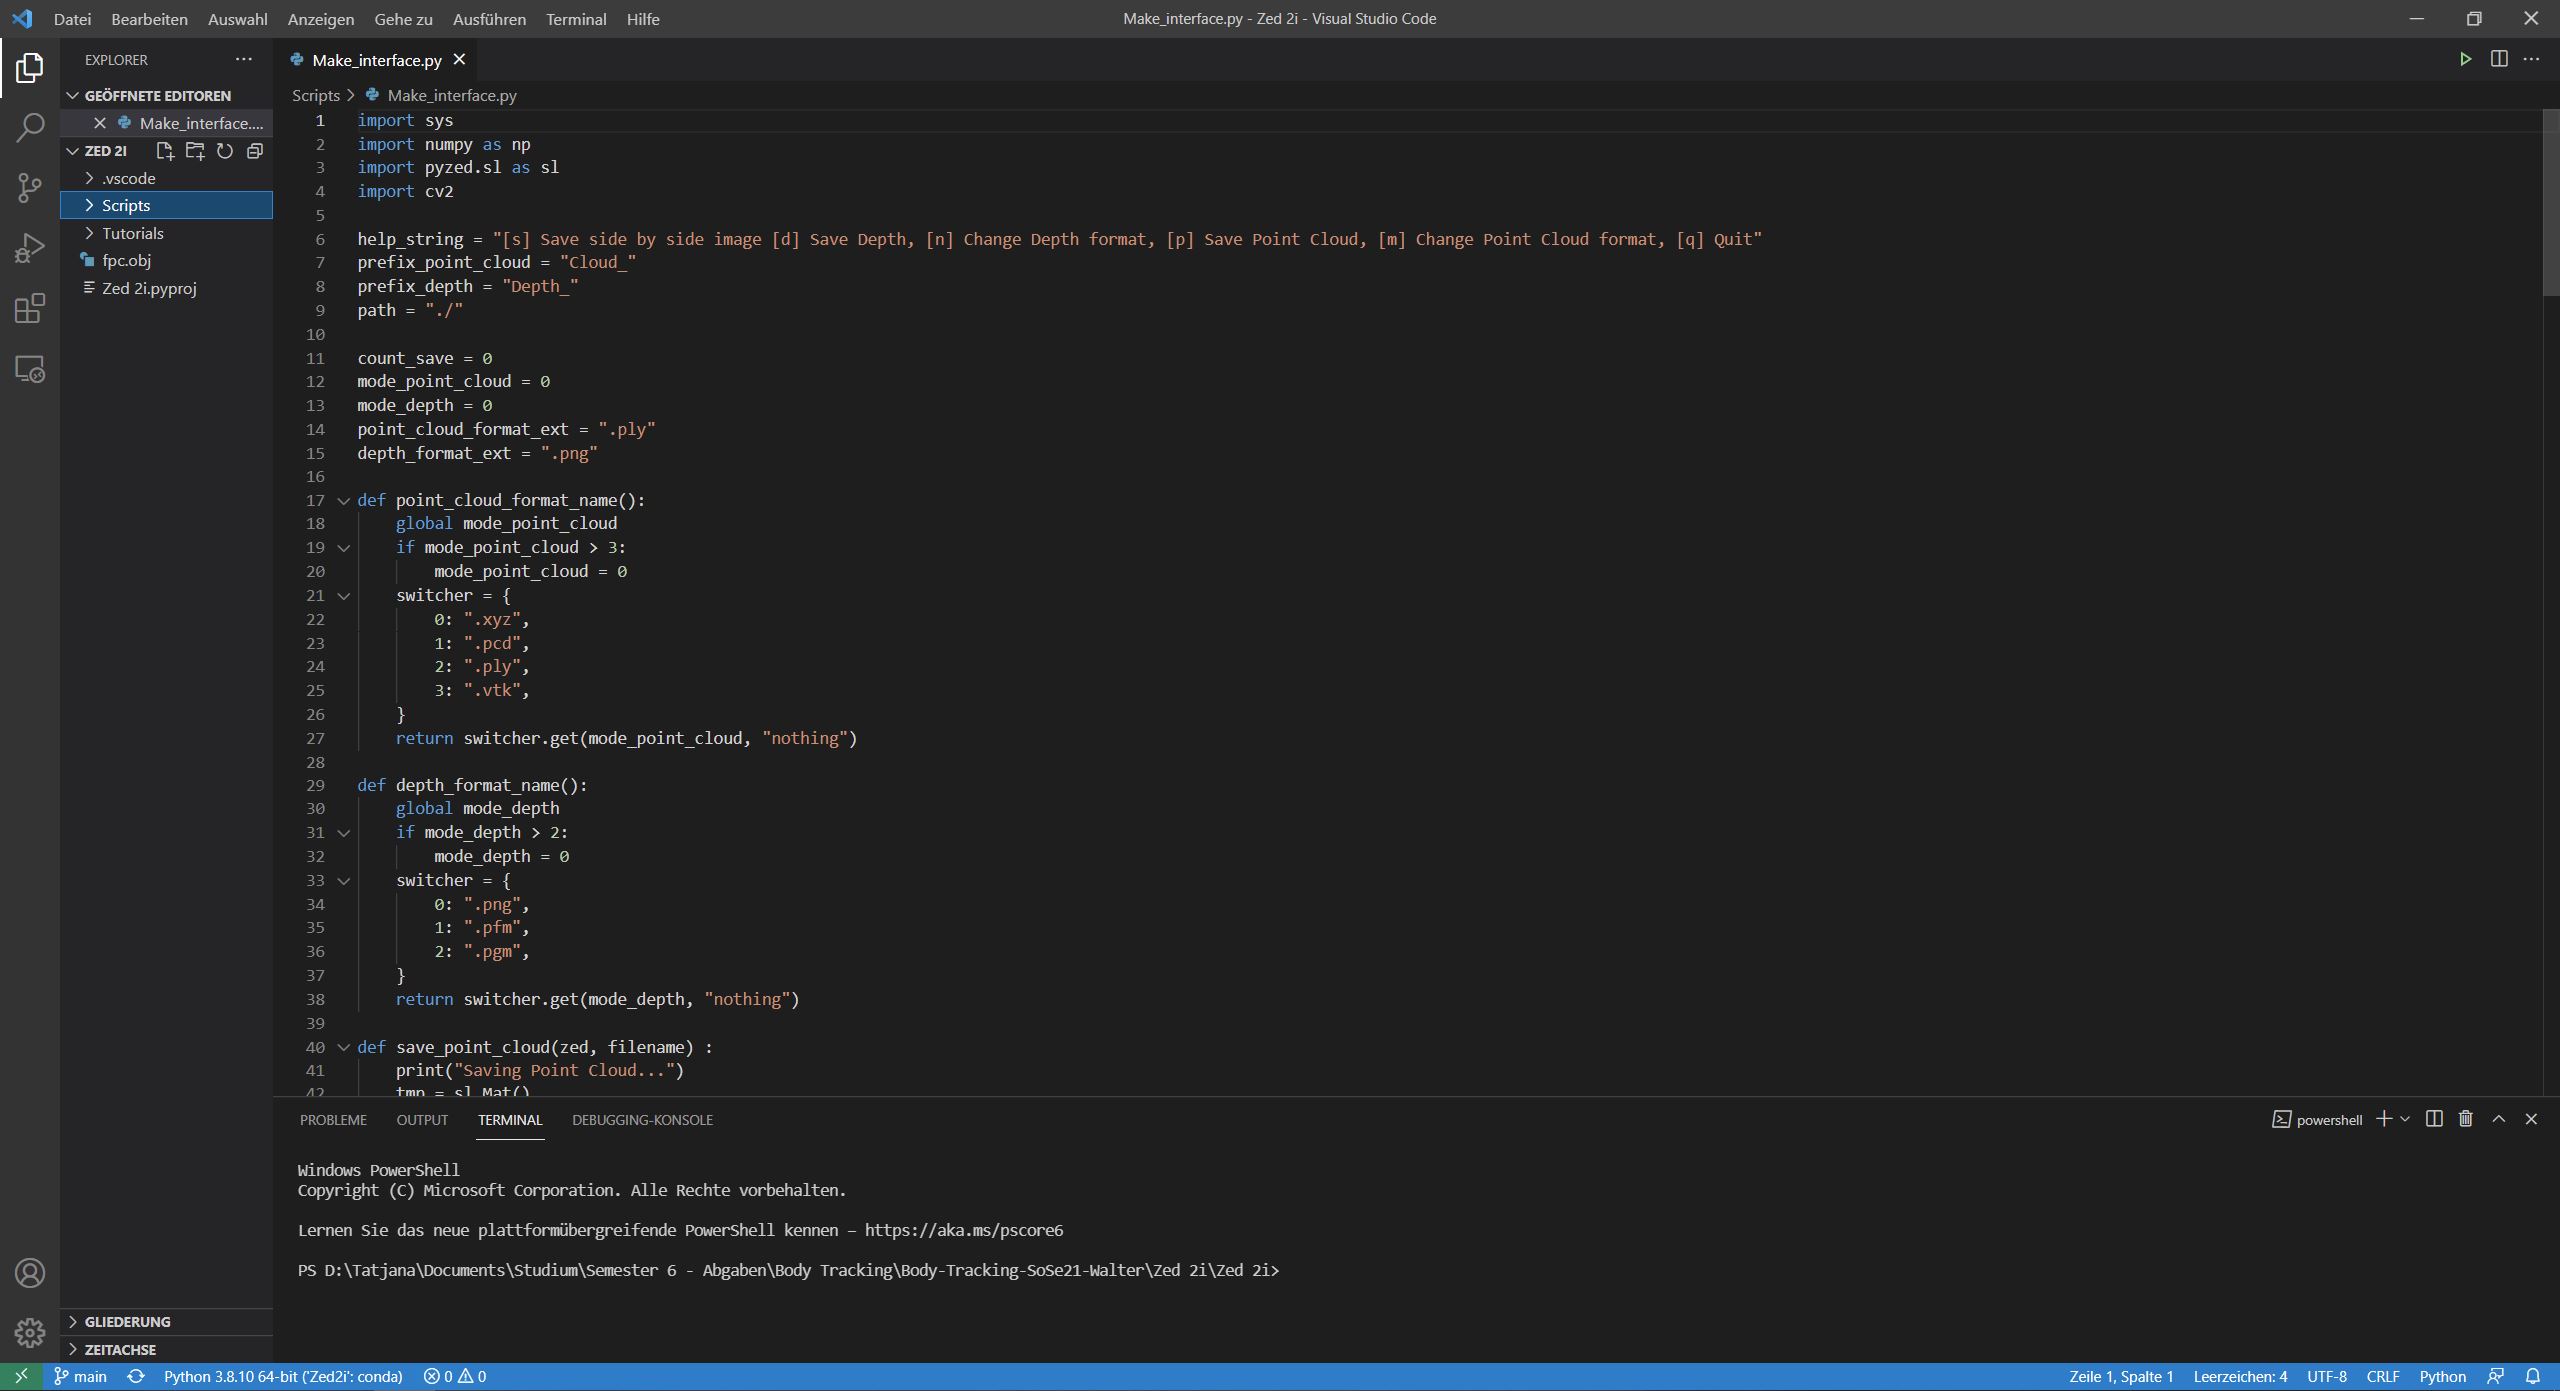 Datei Bearbeiten Auswahl Anzeigen Gehe zu Ausführen Terminal Hilfe
Make_interface.py - Zed 2i - Visual Studio Code
EXPLORER
GEÖFFNETE EDITOREN
Make_interface....
ZED 2I
.vscode
Scripts
Tutorials
fpc.obj
Zed 2i.pyproj
GLIEDERUNG
ZEITACHSE
Make_interface.py
Scripts > Make_interface.py
1 import sys
2 import numpy as np
3 import pyzed.sl as sl
4 import cv2
5
6 help_string = "[s] Save side by side image [d] Save Depth, [n] Change Depth format, [p] Save Point Cloud, [m] Change Point Cloud format, [q] Quit"
7 prefix_point_cloud = "Cloud_"
8 prefix_depth = "Depth_"
9 path = "./"
10
11 count_save = 0
12 mode_point_cloud = 0
13 mode_depth = 0
14 point_cloud_format_ext = ".ply"
15 depth_format_ext = ".png"
16
17 def point_cloud_format_name():
18     global mode_point_cloud
19     if mode_point_cloud > 3:
20         mode_point_cloud = 0
21     switcher = {
22         0: ".xyz",
23         1: ".pcd",
24         2: ".ply",
25         3: ".vtk",
26     }
27     return switcher.get(mode_point_cloud, "nothing")
28
29 def depth_format_name():
30     global mode_depth
31     if mode_depth > 2:
32         mode_depth = 0
33     switcher = {
34         0: ".png",
35         1: ".pfm",
36         2: ".pgm",
37     }
38     return switcher.get(mode_depth, "nothing")
39
40 def save_point_cloud(zed, filename) :
41     print("Saving Point Cloud...")
42     tmp = sl.Mat()
PROBLEME OUTPUT TERMINAL DEBUGGING-KONSOLE
powershell
Windows PowerShell
Copyright (C) Microsoft Corporation. Alle Rechte vorbehalten.
Lernen Sie das neue plattformübergreifende PowerShell kennen – https://aka.ms/pscore6
PS D:\Tatjana\Documents\Studium\Semester 6 - Abgaben\Body Tracking\Body-Tracking-SoSe21-Walter\Zed 2i\Zed 2i>
main Python 3.8.10 64-bit ('Zed2i': conda) 0 0
Zeile 1, Spalte 1 Leerzeichen: 4 UTF-8 CRLF Python